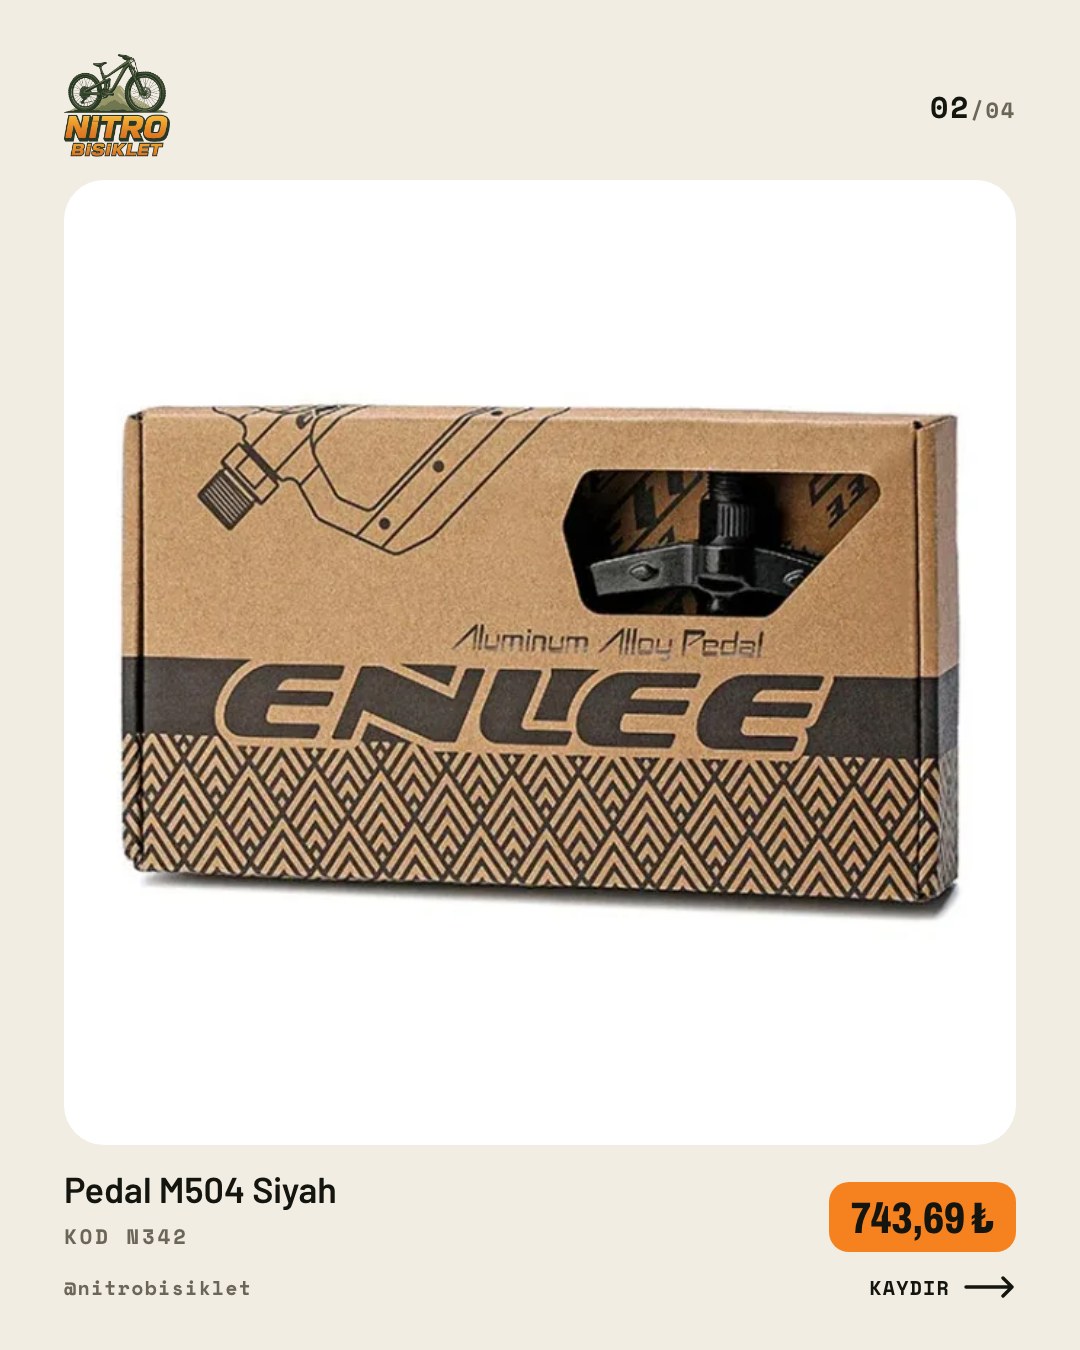 NiTRO
BISIKLET
02/04
Aluminum Alloy Pedal
ENLEE
Pedal M504 Siyah
KOD N342
743,69 ₺
@nitrobisiklet
KAYDIR →